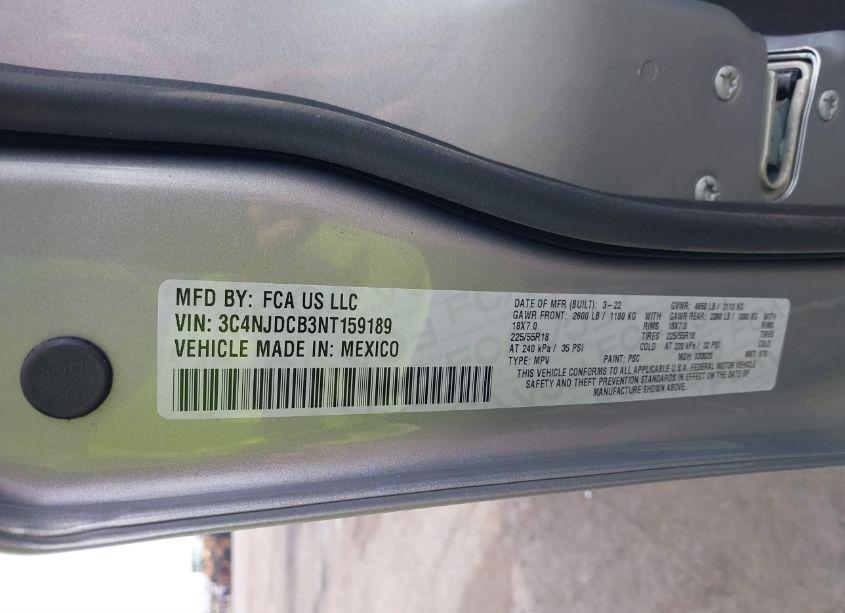 MFD BY: FCA US LLC
VIN: 3C4NJDCB3NT159189
VEHICLE MADE IN: MEXICO
DATE OF MFR (BUILT): 3-22 GVWR: 4650 LB / 2110 KG
GAWR FRONT: 2600 LB / 1180 KG GAWR REAR: 2380 LB / 1080 KG
18X7.0 RIMS: 18X7.0 RIMS
225/55R18 TIRES 225/55R18 TIRES
AT 240 kPa / 35 PSI COLD AT 220 kPa / 32 PSI COLD
TYPE: MPV PAINT: PSC MDH:
THIS VEHICLE CONFORMS TO ALL APPLICABLE U.S.A. FEDERAL MOTOR VEHICLE
SAFETY AND THEFT PREVENTION STANDARDS IN EFFECT ON THE DATE OF
MANUFACTURE SHOWN ABOVE.